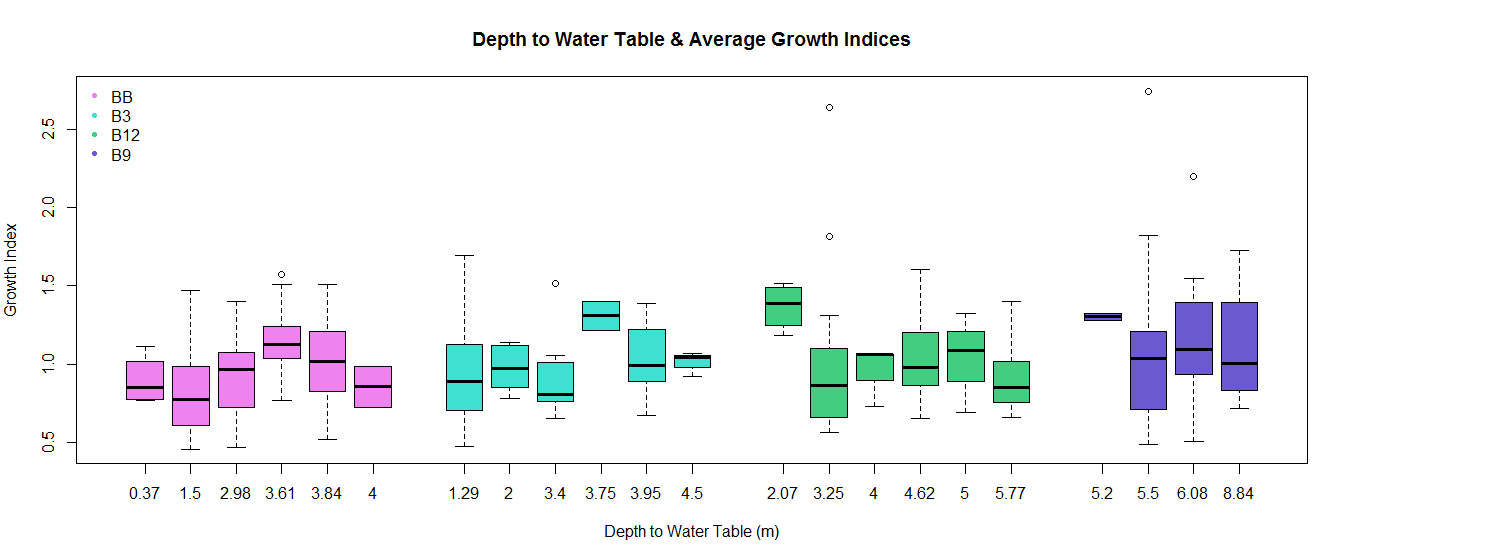 Depth to Water Table & Average Growth Indices
BB
B3
B12
B9
Growth Index
2.5
2.0
1.5
1.0
0.5
0.37 1.5 2.98 3.61 3.84 4 1.29 2 3.4 3.75 3.95 4.5 2.07 3.25 4 4.62 5 5.77 5.2 5.5 6.08 8.84
Depth to Water Table (m)